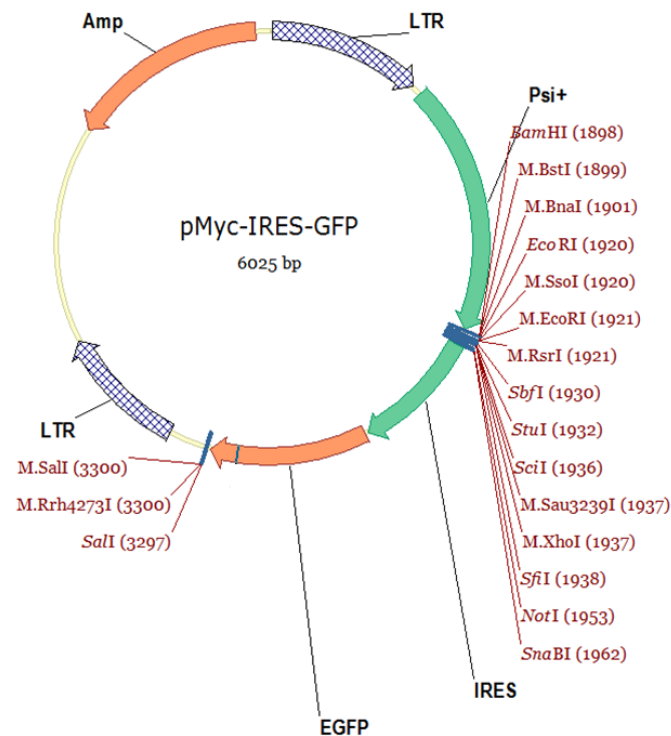 Amp
LTR
Psi+
BamHI (1898)
M.BstI (1899)
M.BnaI (1901)
EcoRI (1920)
M.SsoI (1920)
M.EcoRI (1921)
M.RsrI (1921)
SbfI (1930)
StuI (1932)
SciI (1936)
M.Sau3239I (1937)
M.XhoI (1937)
SfiI (1938)
NotI (1953)
SnaBI (1962)
pMyc-IRES-GFP
6025 bp
LTR
M.SalI (3300)
M.Rrh4273I (3300)
SalI (3297)
IRES
EGFP